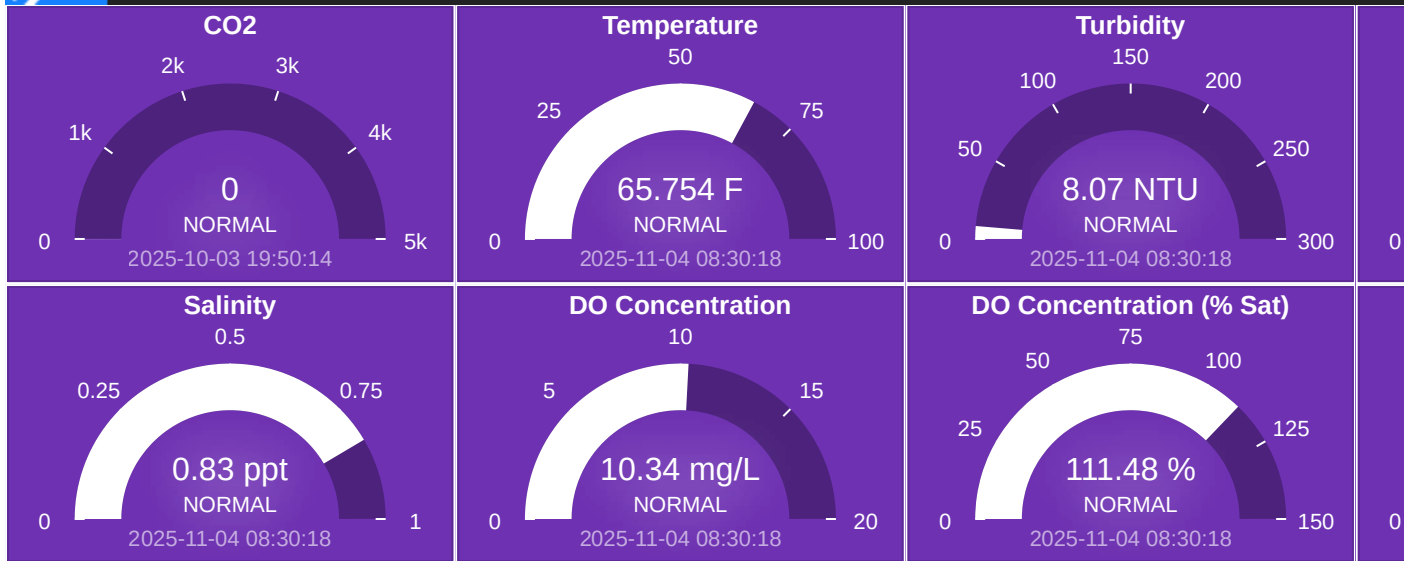 CO2
2k
3k
1k
4k
0
NORMAL
0
5k
2025-10-03 19:50:14
Temperature
50
25
75
65.754 F
NORMAL
0
100
2025-11-04 08:30:18
Turbidity
150
100
200
50
250
8.07 NTU
NORMAL
0
300
2025-11-04 08:30:18
0
Salinity
0.5
0.25
0.75
0.83 ppt
NORMAL
0
1
2025-11-04 08:30:18
DO Concentration
10
5
15
10.34 mg/L
NORMAL
0
20
2025-11-04 08:30:18
DO Concentration (% Sat)
75
50
100
25
125
111.48 %
NORMAL
0
150
2025-11-04 08:30:18
0